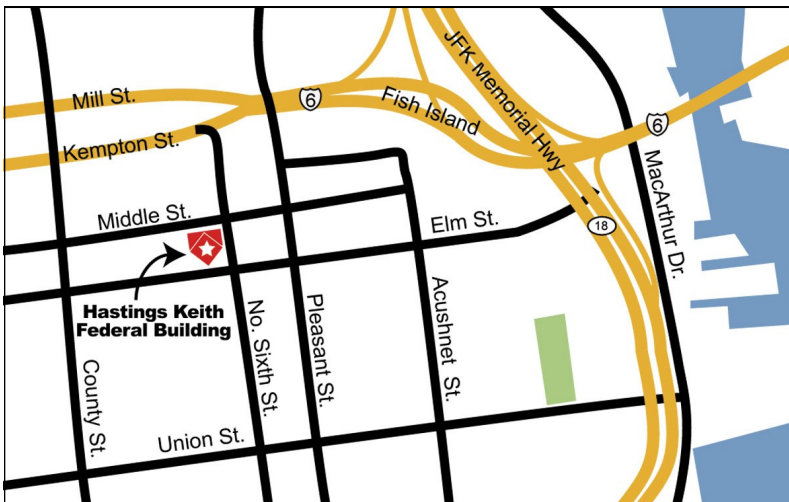 JFK Memorial Hwy
Mill St.
6
Fish Island
6
Kempton St.
MacArthur Dr.
Middle St.
Elm St.
18
Hastings Keith
Federal Building
No. Sixth St.
Pleasant St.
Acushnet St.
County St.
Union St.